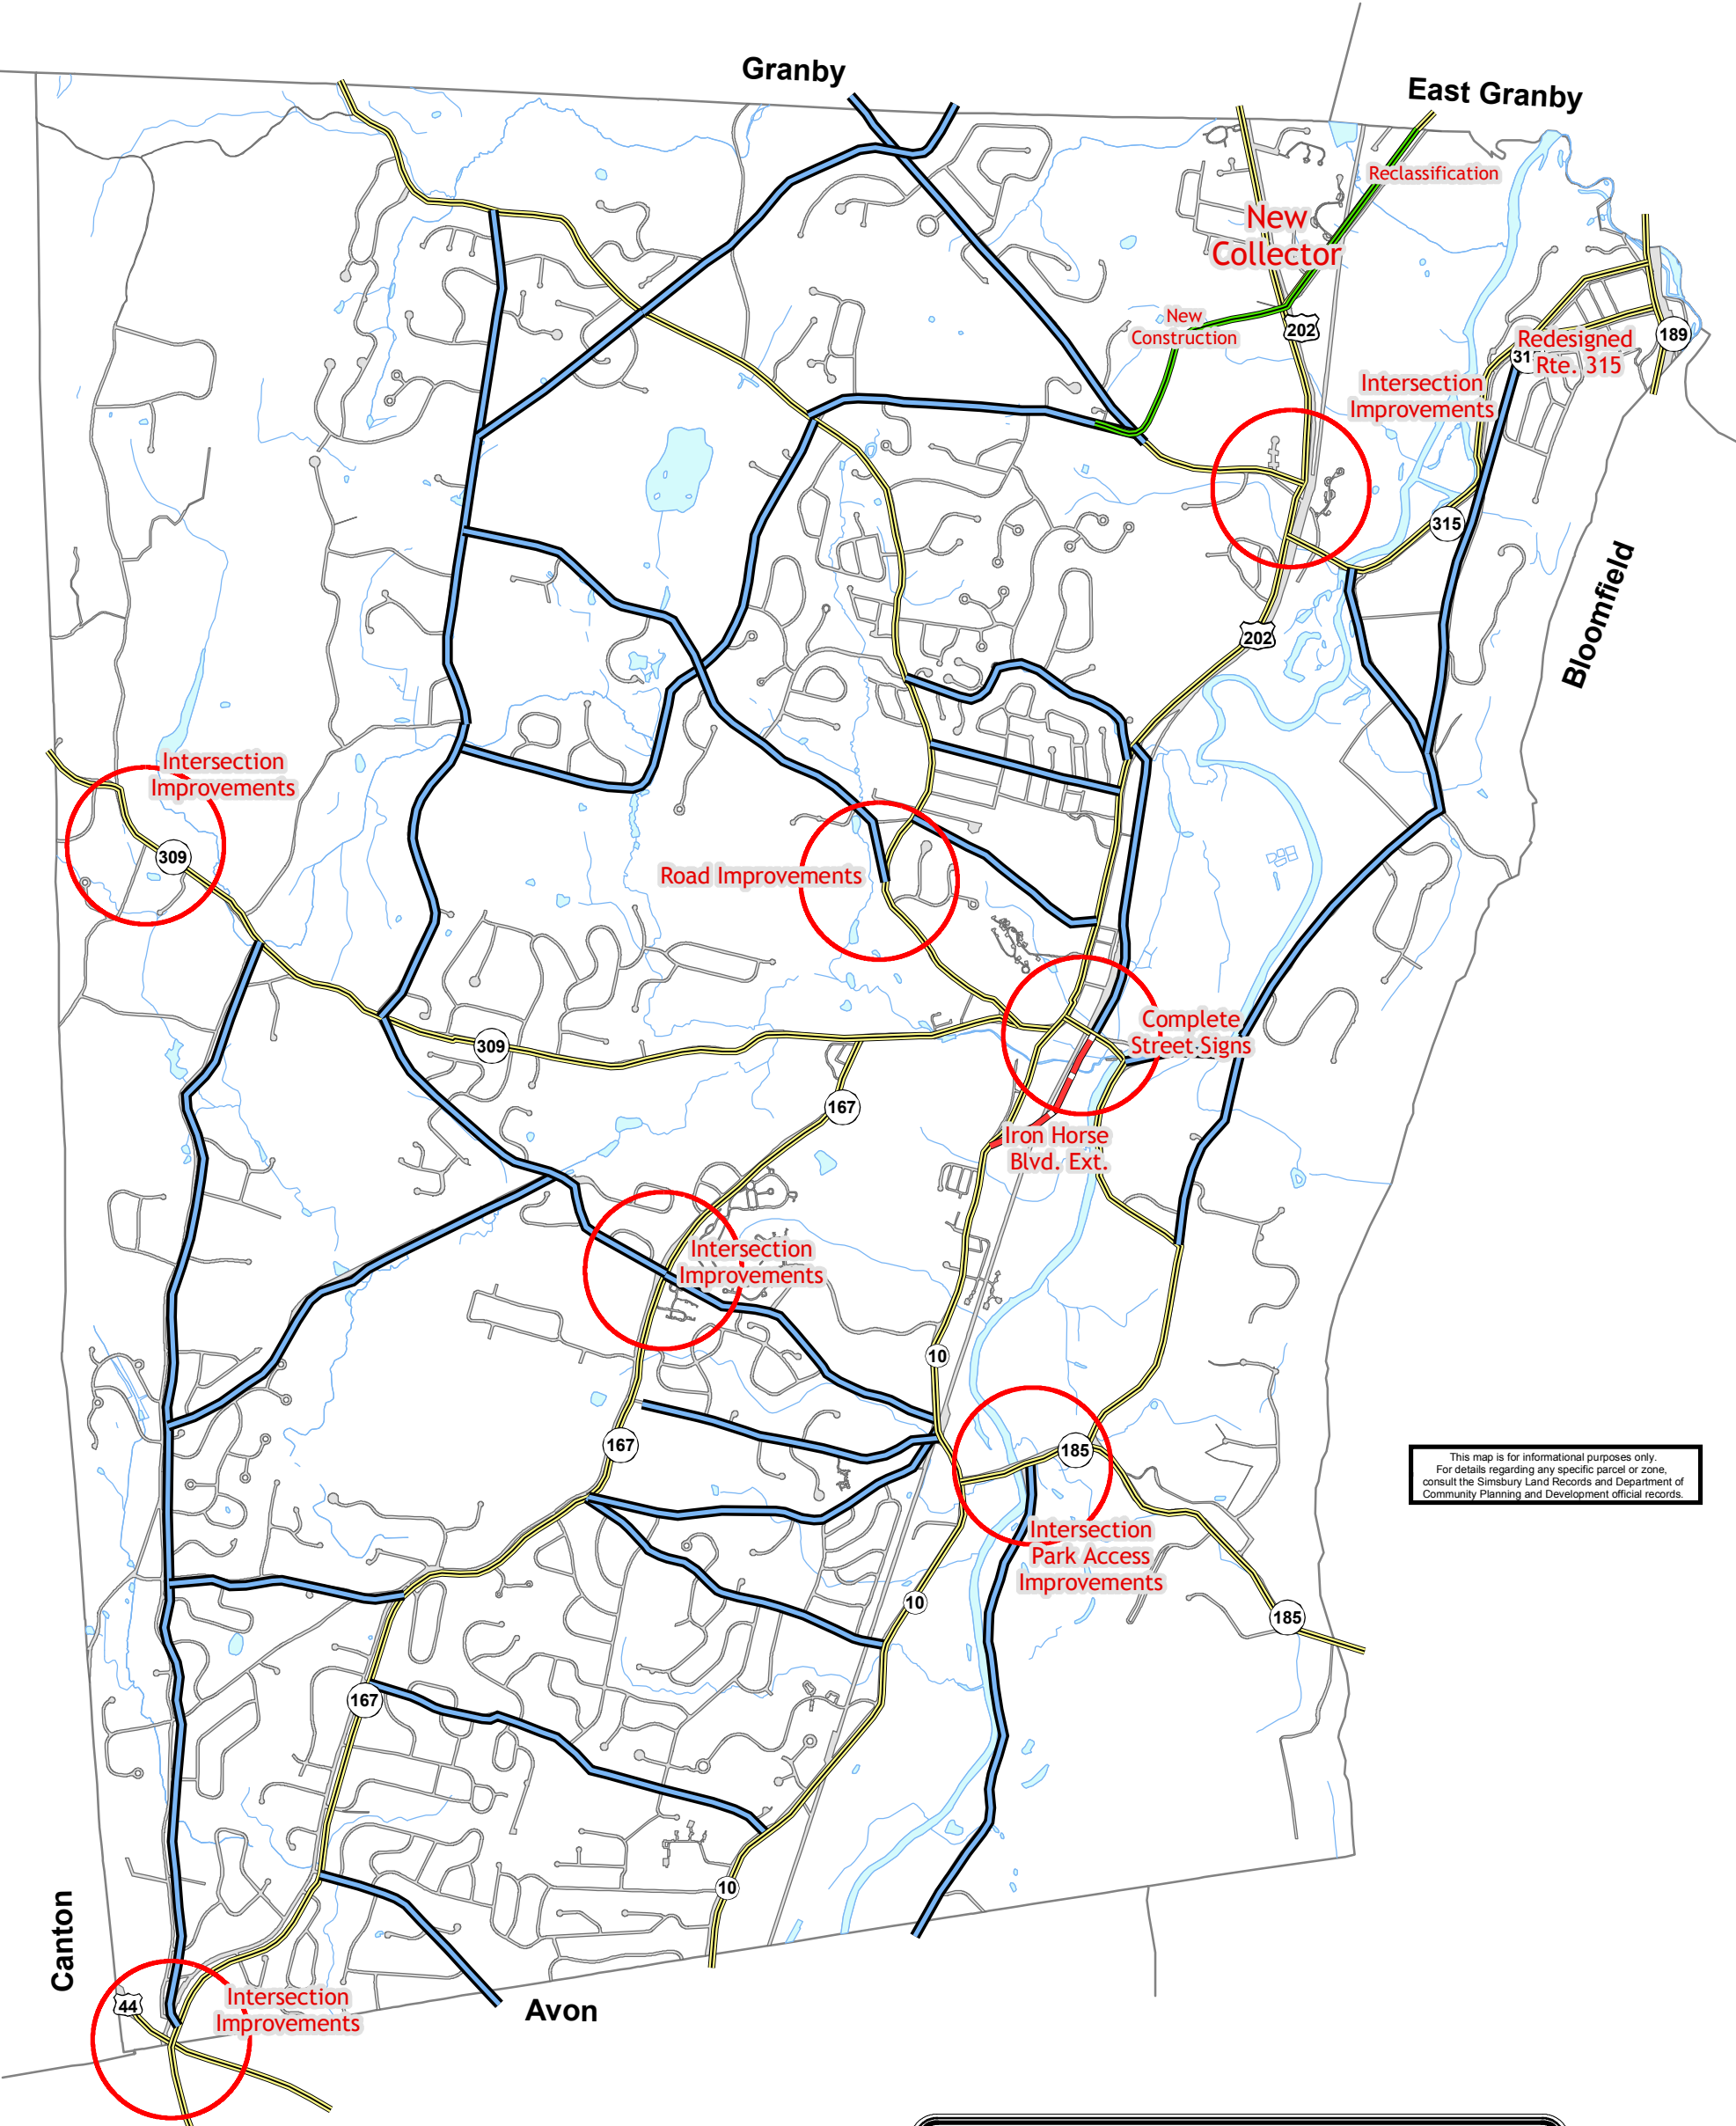 Granby
East Granby
Reclassification
New
Collector
New
Construction
202
189
Redesigned
Rte. 315
Intersection
Improvements
315
Bloomfield
202
Intersection
Improvements
309
Road Improvements
Complete
Street Signs
309
167
Iron Horse
Blvd. Ext.
Intersection
Improvements
10
185
167
This map is for informational purposes only.
For details regarding any specific parcel or zone,
consult the Simsbury Land Records and Department of
Community Planning and Development official records.
Intersection
Park Access
Improvements
10
185
167
10
Canton
44
Intersection
Improvements
Avon